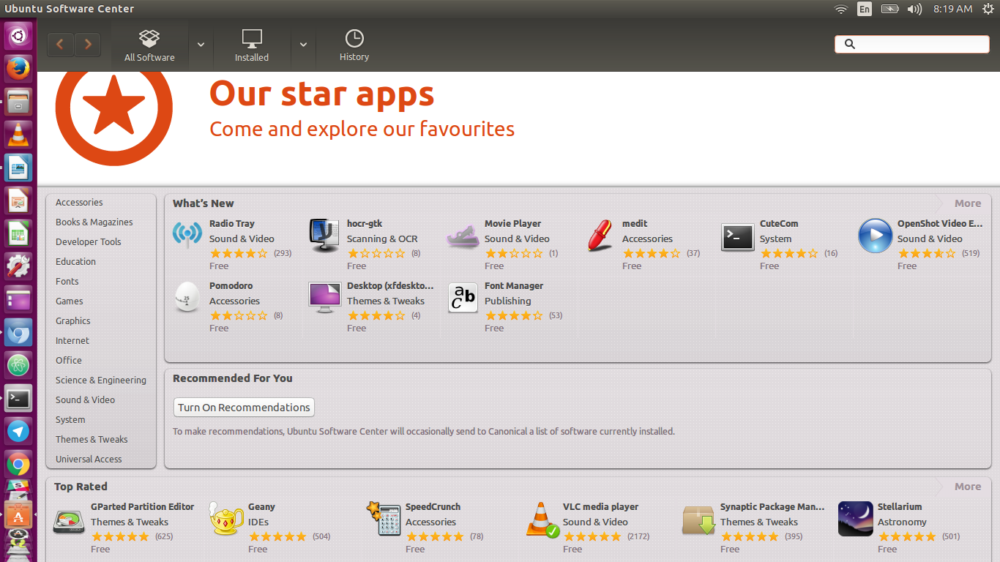 Ubuntu Software Center
En
8:19 AM
All Software
Installed
History
Our star apps
Come and explore our favourites
Accessories
Books & Magazines
Developer Tools
Education
Fonts
Games
Graphics
Internet
Office
Science & Engineering
Sound & Video
System
Themes & Tweaks
Universal Access
What's New
More
Radio Tray
Sound & Video
(293)
Free
hocr-gtk
Scanning & OCR
(8)
Free
Movie Player
Sound & Video
(1)
Free
medit
Accessories
(37)
Free
CuteCom
System
(16)
Free
OpenShot Video E...
Sound & Video
(519)
Free
Pomodoro
Accessories
(8)
Free
Desktop (xfdeskto...
Themes & Tweaks
(4)
Free
Font Manager
Publishing
(53)
Free
Recommended For You
Turn On Recommendations
To make recommendations, Ubuntu Software Center will occasionally send to Canonical a list of software currently installed.
Top Rated
More
GParted Partition Editor
Themes & Tweaks
(625)
Free
Geany
IDEs
(504)
Free
SpeedCrunch
Accessories
(78)
Free
VLC media player
Sound & Video
(2172)
Free
Synaptic Package Man...
Themes & Tweaks
(395)
Free
Stellarium
Astronomy
(501)
Free